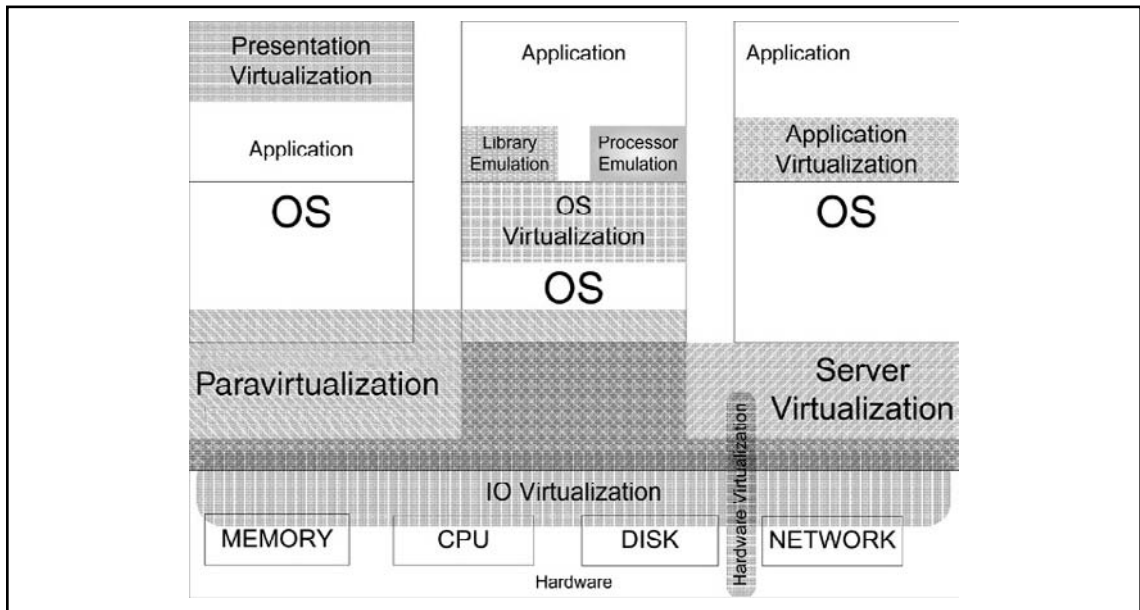 Presentation
Virtualization
Application
OS
Application
Library
Emulation
Processor
Emulation
OS
Virtualization
OS
Application
Application
Virtualization
OS
Paravirtualization
Server
Virtualization
Hardware Virtualization
IO Virtualization
MEMORY
CPU
DISK
NETWORK
Hardware